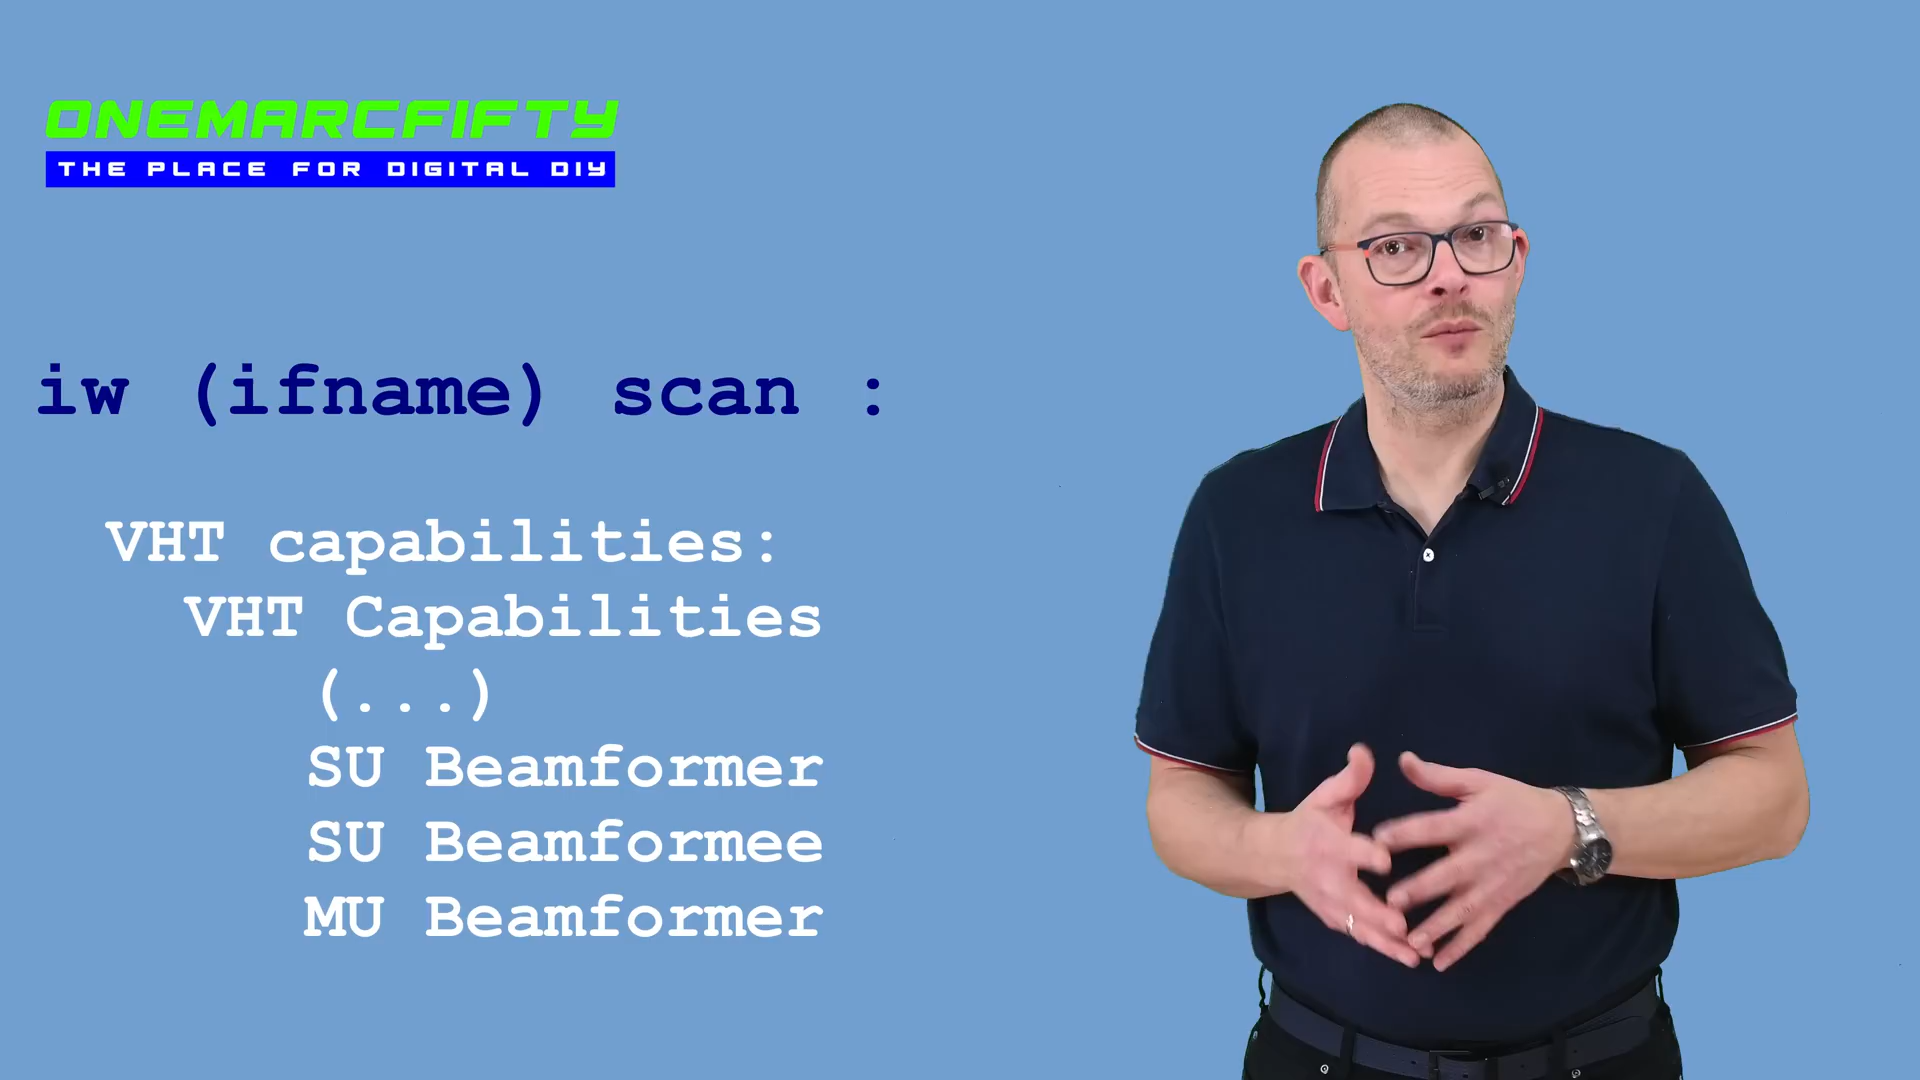 ONEMARCFIFTY
THE PLACE FOR DIGITAL DIY
iw (ifname) scan :
VHT capabilities:
VHT Capabilities
(...)
SU Beamformer
SU Beamformee
MU Beamformer